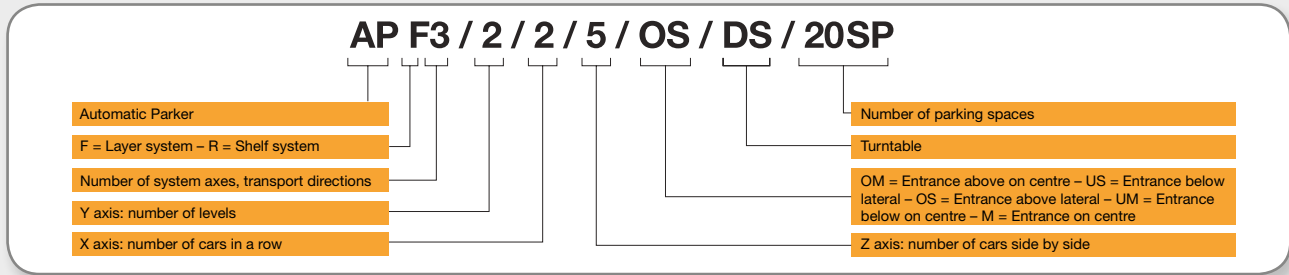 AP F3 / 2 / 2 / 5 / OS / DS / 20SP
Automatic Parker
F = Layer system – R = Shelf system
Number of system axes, transport directions
Y axis: number of levels
X axis: number of cars in a row
Number of parking spaces
Turntable
OM = Entrance above on centre – US = Entrance below
lateral – OS = Entrance above lateral – UM = Entrance
below on centre – M = Entrance on centre
Z axis: number of cars side by side